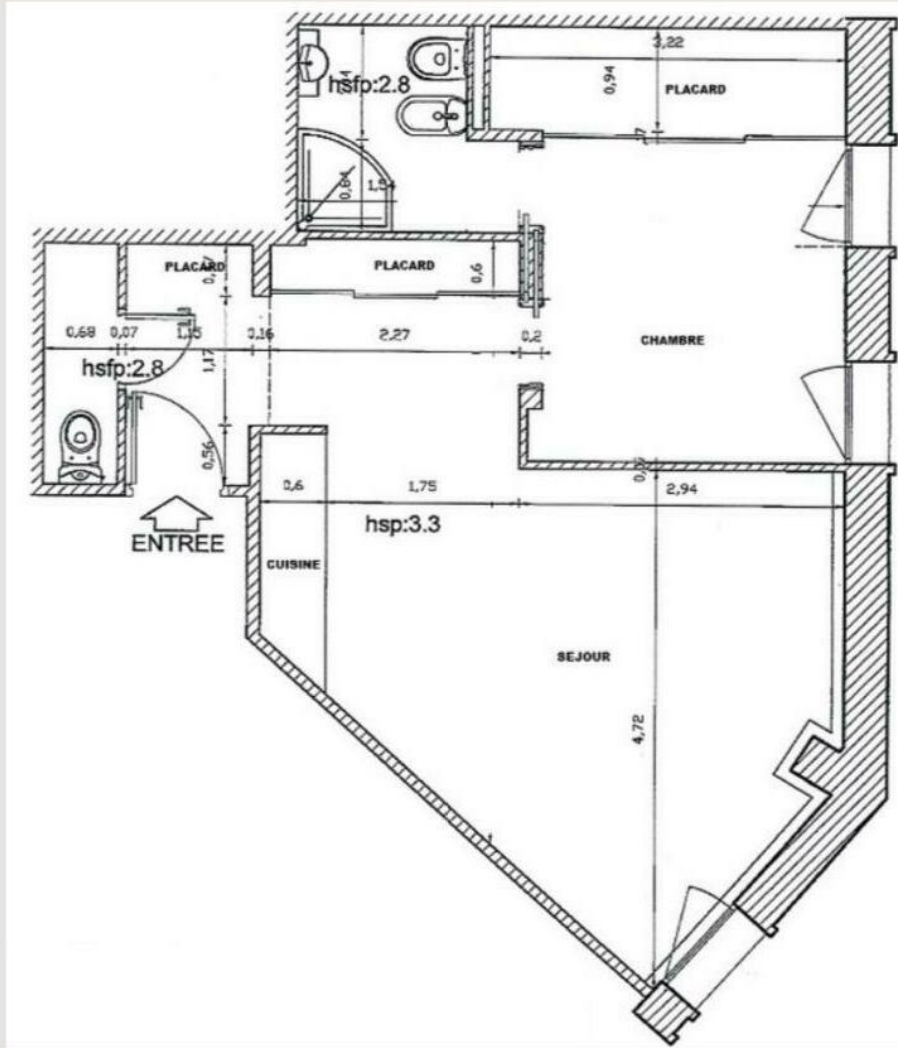 3,22
hsfp:2.8
0,94
PLACARD
0,84
PLACARD
PLACARD
0,6
0,68
0,07
1,15
0,16
2,27
0,2
CHAMBRE
hsfp:2.8
1,17
0,56
0,6
1,75
2,94
hsp:3.3
ENTREE
CUISINE
SEJOUR
4,72